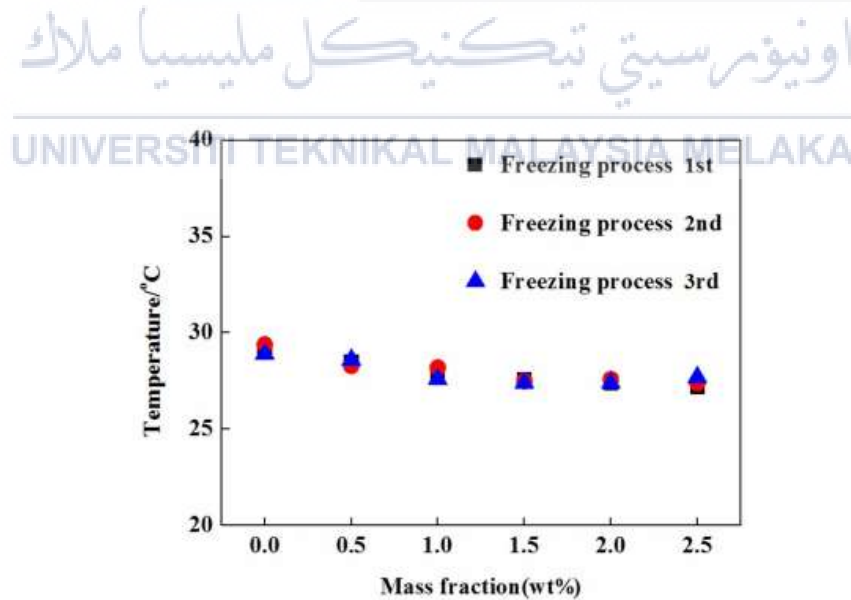 اونيۏرسيتي تيكنيكل مليسيا ملاك
UNIVERSITI TEKNIKAL MALAYSIA MELAKA
40
Freezing process 1st
35
Freezing process 2nd
Freezing process 3rd
30
25
20
Temperature/°C
0.0 0.5 1.0 1.5 2.0 2.5
Mass fraction(wt%)